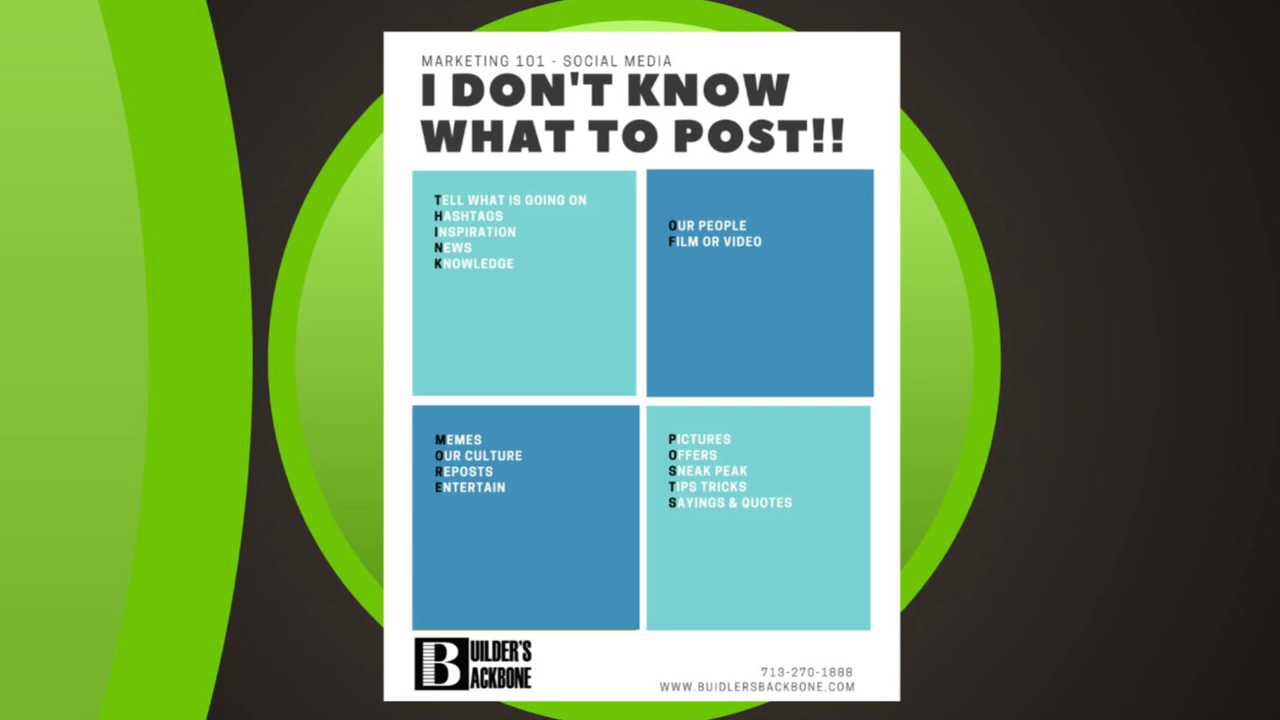 MARKETING 101 - SOCIAL MEDIA
I DON'T KNOW
WHAT TO POST!!
TELL WHAT IS GOING ON
HASHTAGS
INSPIRATION
NEWS
KNOWLEDGE
OUR PEOPLE
FILM OR VIDEO
MEMES
OUR CULTURE
REPOSTS
ENTERTAIN
PICTURES
OFFERS
SNEAK PEAK
TIPS TRICKS
SAYINGS & QUOTES
BUILDER'S
BACKBONE
713-270-1888
WWW.BUIDLERSBACKBONE.COM